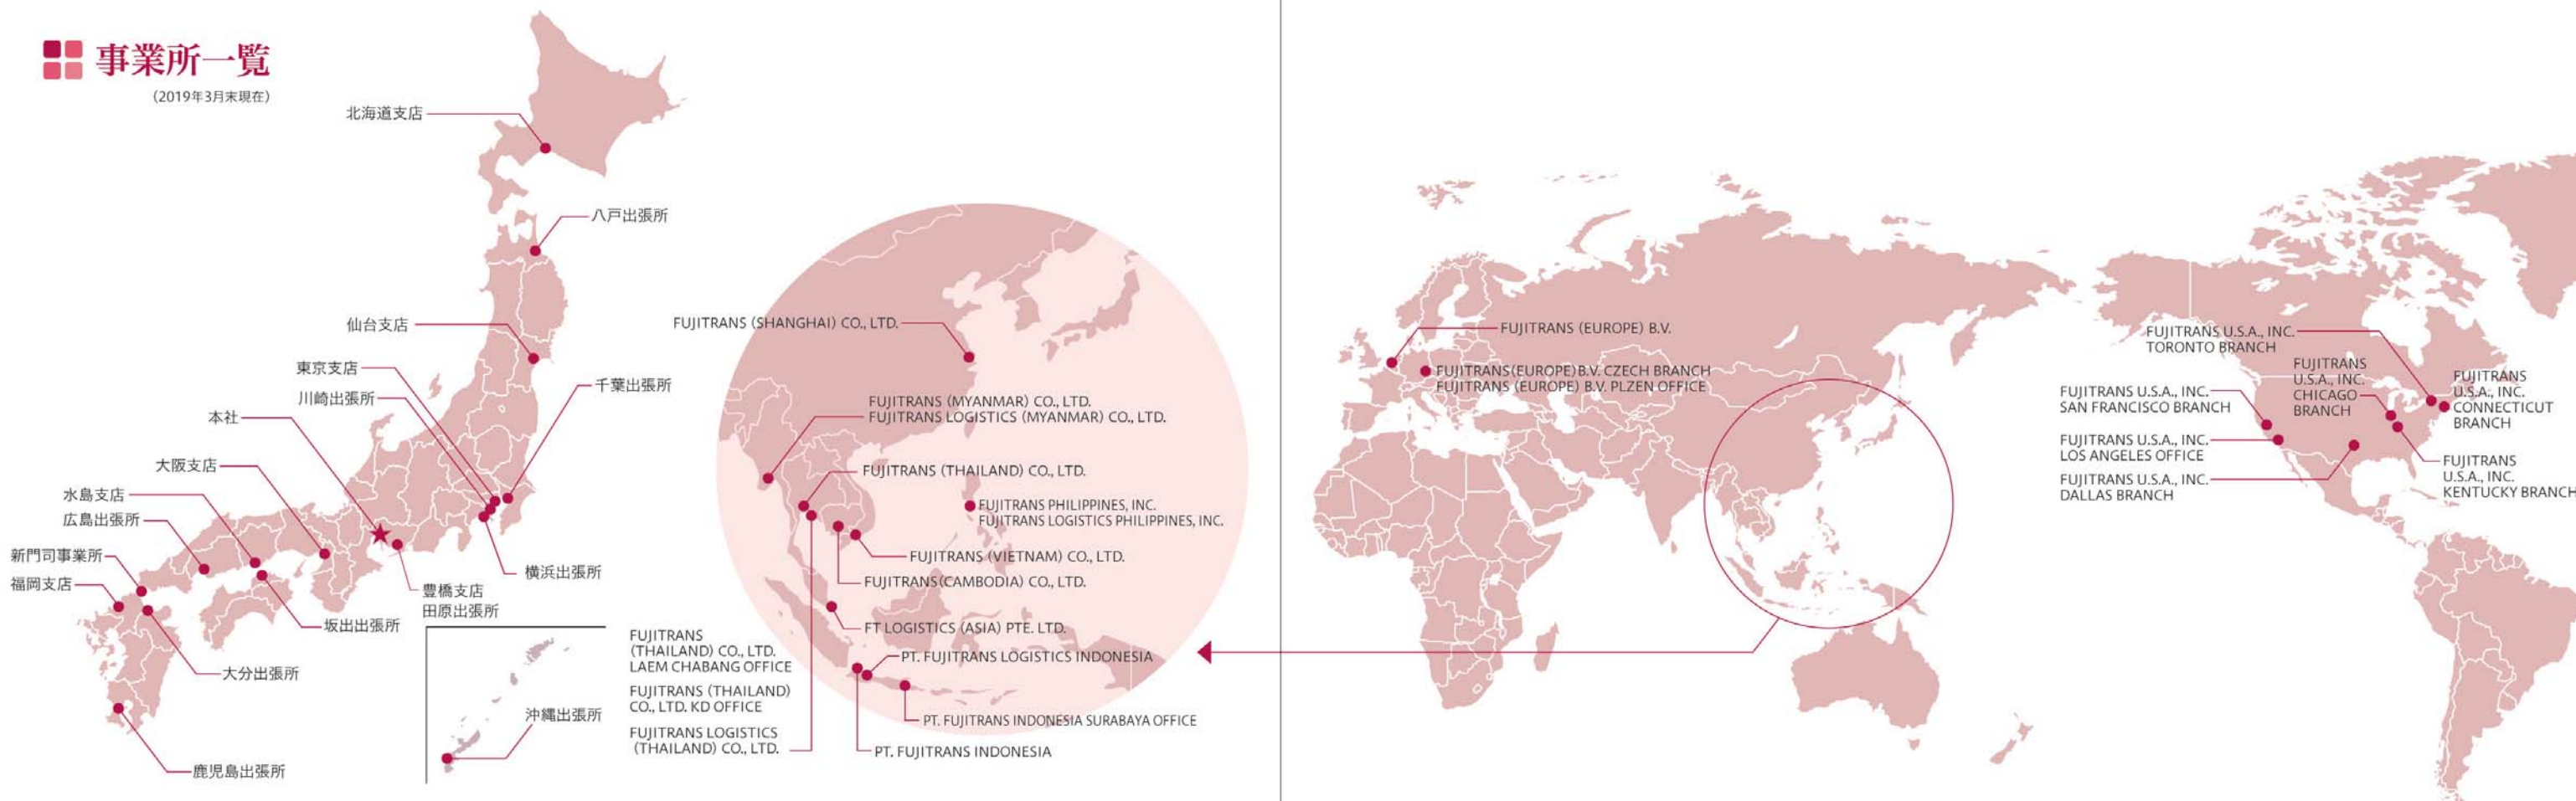 事業所一覧
(2019年3月末現在)
北海道支店
八戸出張所
仙台支店
東京支店
川崎出張所
千葉出張所
本社
大阪支店
水島支店
広島出張所
新門司事業所
福岡支店
横浜出張所
豊橋支店
田原出張所
坂出出張所
大分出張所
沖縄出張所
鹿児島出張所
FUJITRANS (SHANGHAI) CO., LTD.
FUJITRANS (MYANMAR) CO., LTD.
FUJITRANS LOGISTICS (MYANMAR) CO., LTD.
FUJITRANS (THAILAND) CO., LTD.
FUJITRANS PHILIPPINES, INC.
FUJITRANS LOGISTICS PHILIPPINES, INC.
FUJITRANS (VIETNAM) CO., LTD.
FUJITRANS (CAMBODIA) CO., LTD.
FT LOGISTICS (ASIA) PTE. LTD.
FUJITRANS
(THAILAND) CO., LTD.
LAEM CHABANG OFFICE
FUJITRANS (THAILAND)
CO., LTD. KD OFFICE
FUJITRANS LOGISTICS
(THAILAND) CO., LTD.
PT. FUJITRANS LOGISTICS INDONESIA
PT. FUJITRANS INDONESIA SURABAYA OFFICE
PT. FUJITRANS INDONESIA
FUJITRANS (EUROPE) B.V.
FUJITRANS (EUROPE) B.V. CZECH BRANCH
FUJITRANS (EUROPE) B.V. PLZEN OFFICE
FUJITRANS U.S.A., INC.
TORONTO BRANCH
FUJITRANS
U.S.A., INC.
CHICAGO
BRANCH
FUJITRANS
U.S.A., INC.
CONNECTICUT
BRANCH
FUJITRANS U.S.A., INC.
SAN FRANCISCO BRANCH
FUJITRANS U.S.A., INC.
LOS ANGELES OFFICE
FUJITRANS U.S.A., INC.
DALLAS BRANCH
FUJITRANS
U.S.A., INC.
KENTUCKY BRANCH